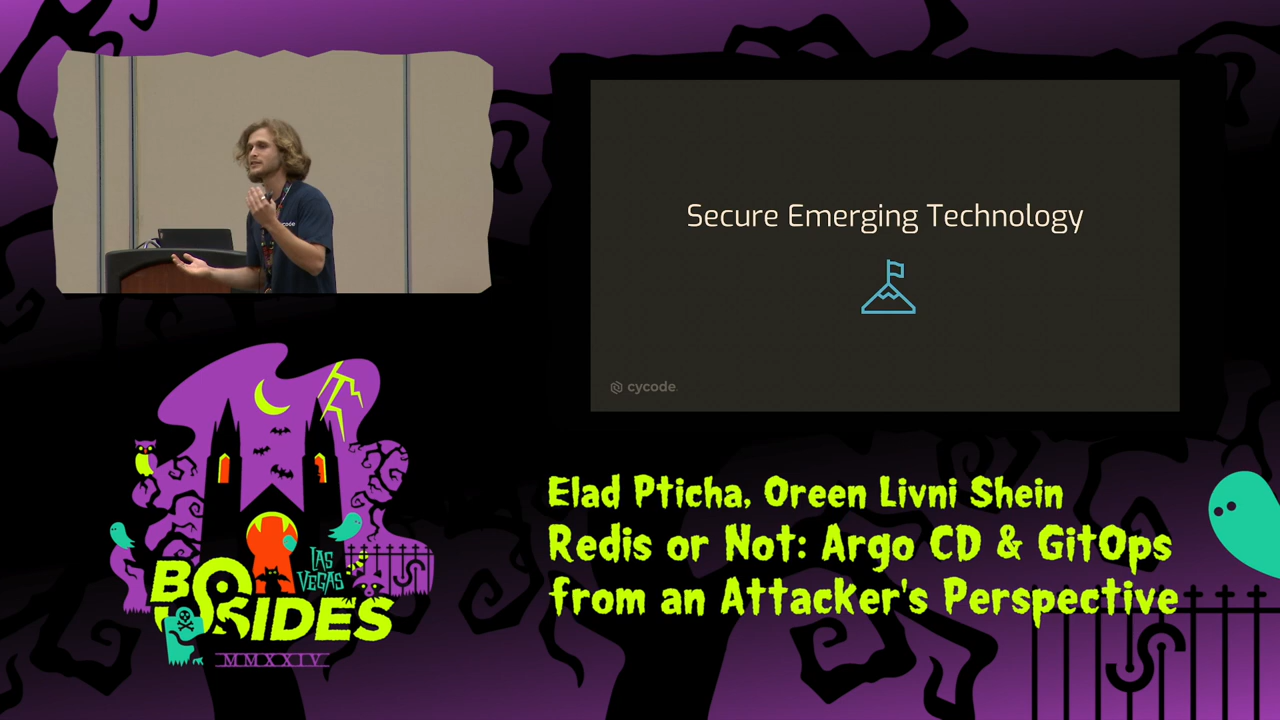 Secure Emerging Technology
cycode
Elad Pticha, Oreen Livni Shein
Redis or Not: Argo CD & GitOps
from an Attacker's Perspective
LAS
VEGAS
BSIDES
MMXXIV